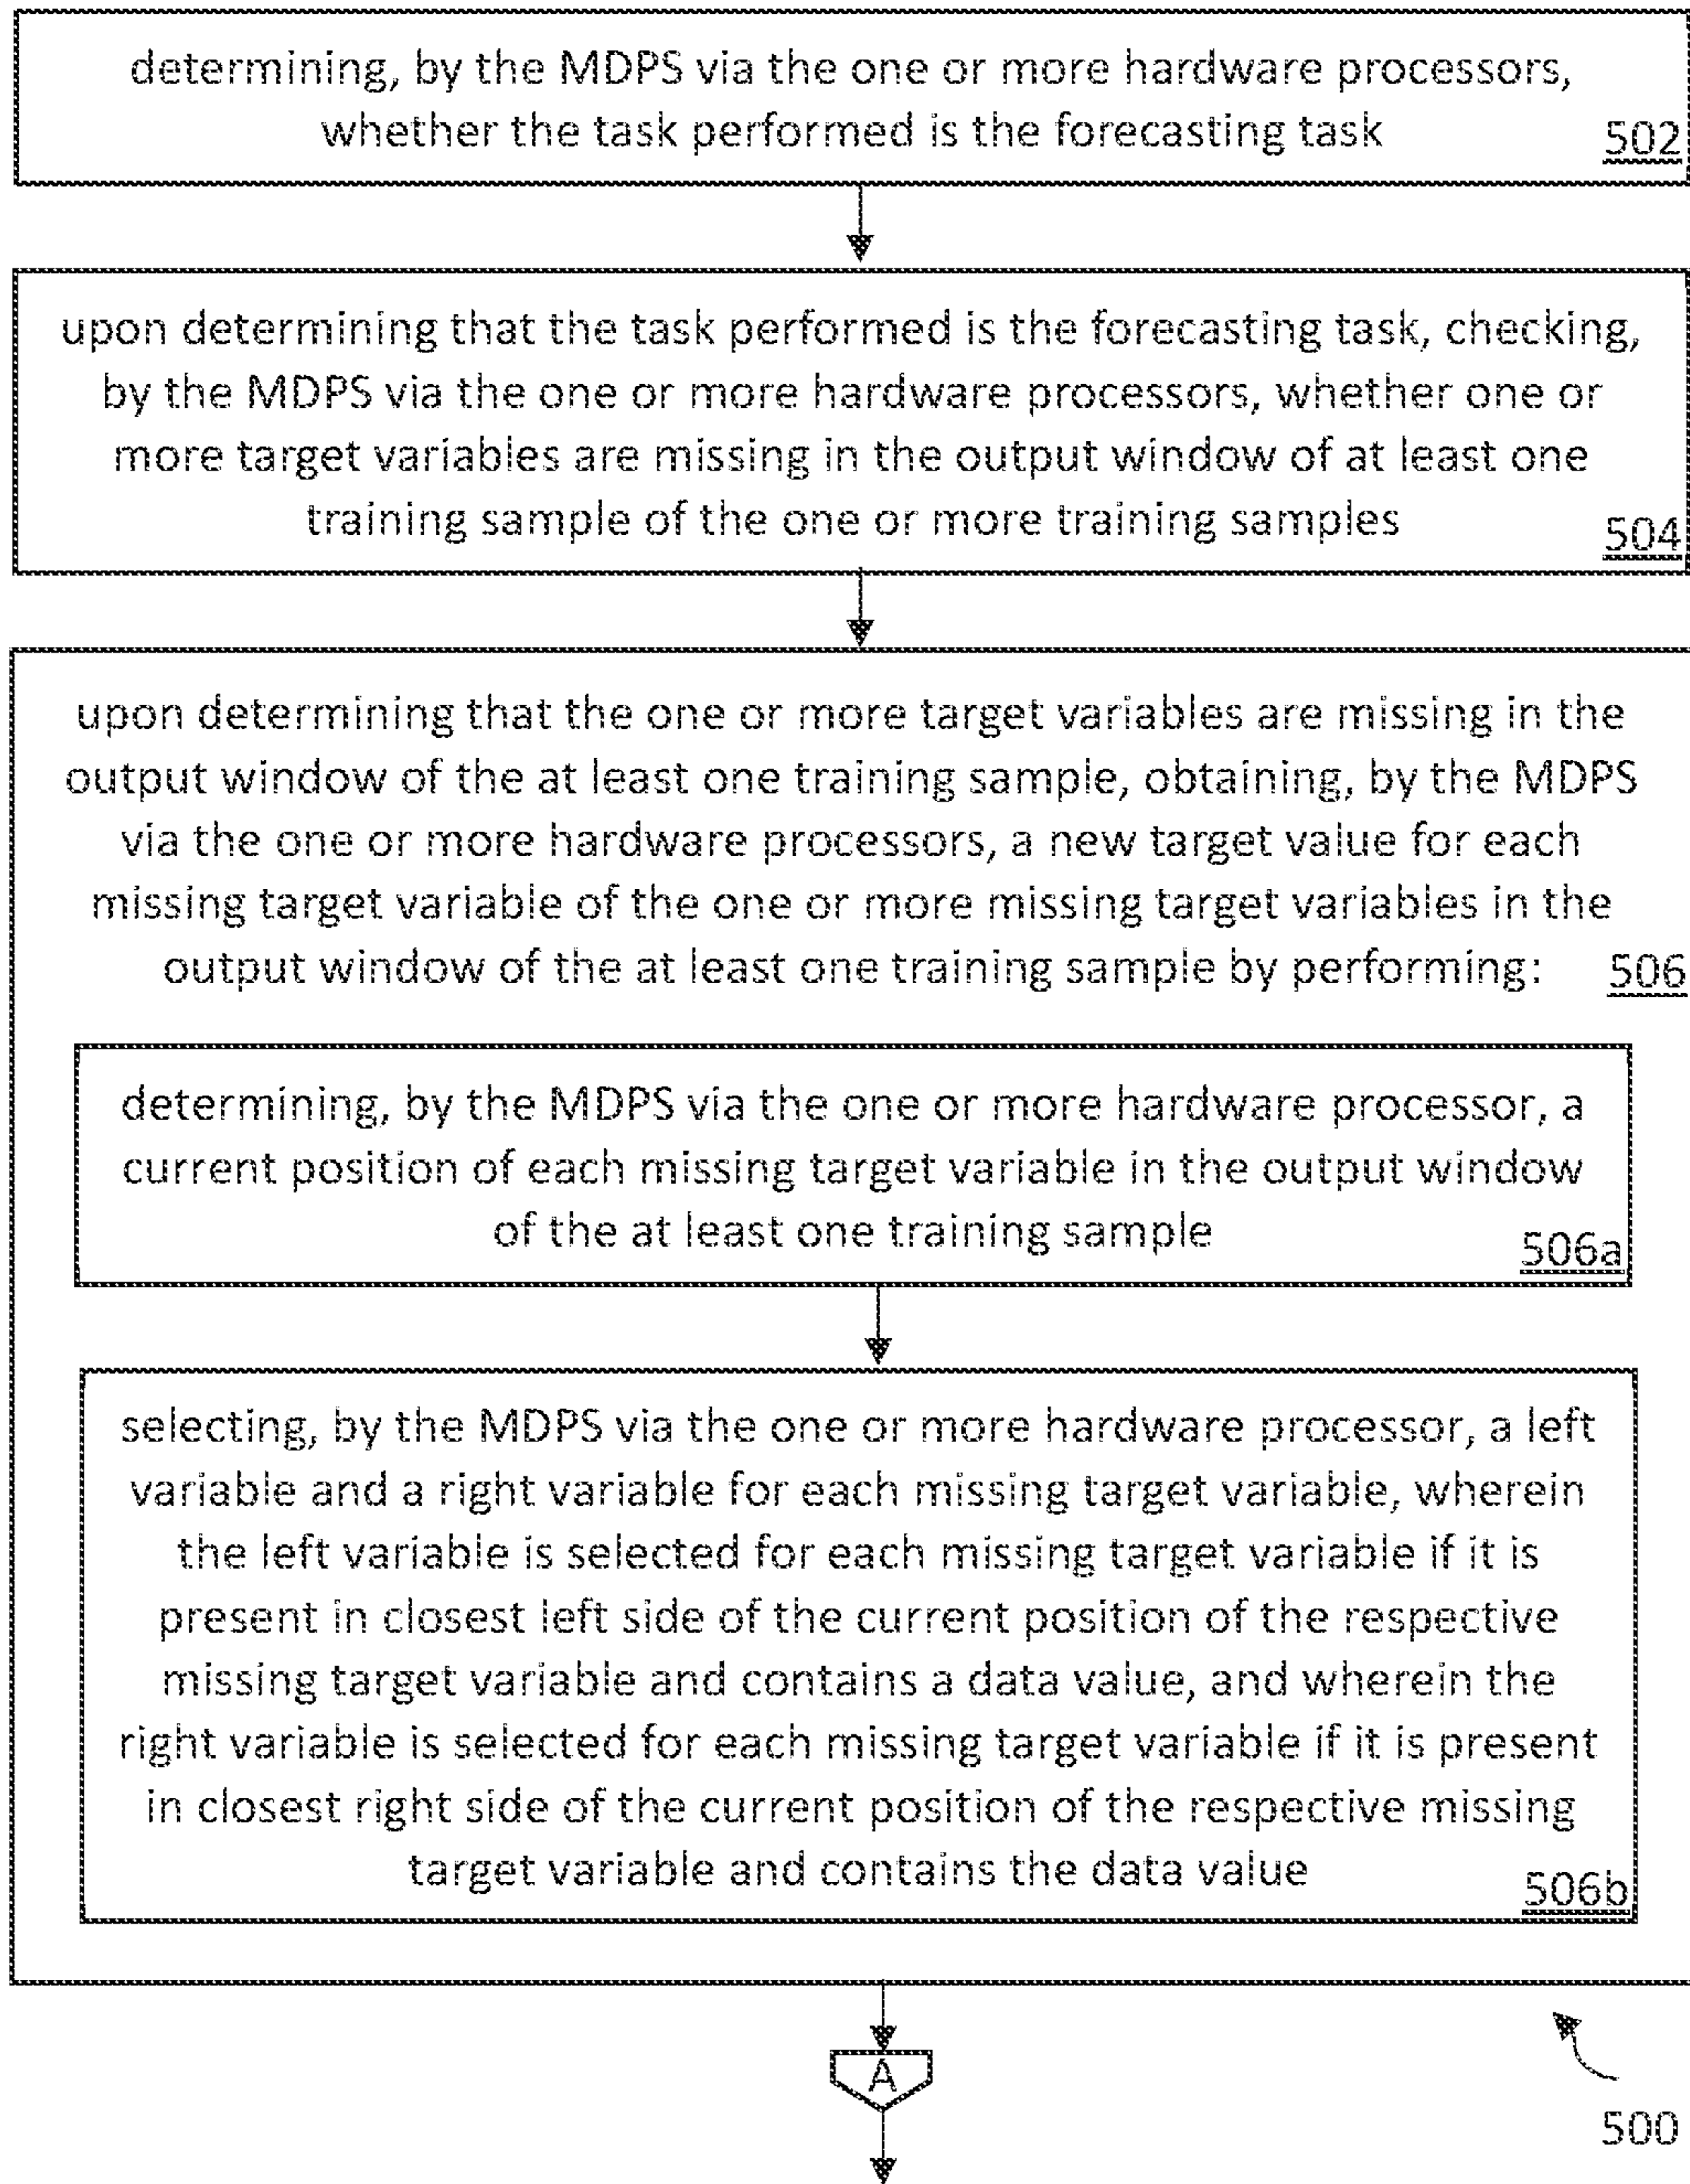 determining, by the MDPS via the one or more hardware processors,
whether the task performed is the forecasting task
502
upon determining that the task performed is the forecasting task, checking,
by the MDPS via the one or more hardware processors, whether one or
more target variables are missing in the output window of at least one
training sample of the one or more training samples
504
upon determining that the one or more target variables are missing in the
output window of the at least one training sample, obtaining, by the MDPS
via the one or more hardware processors, a new target value for each
missing target variable of the one or more missing target variables in the
output window of the at least one training sample by performing:
506
determining, by the MDPS via the one or more hardware processor, a
current position of each missing target variable in the output window
of the at least one training sample
506a
selecting, by the MDPS via the one or more hardware processor, a left
variable and a right variable for each missing target variable, wherein
the left variable is selected for each missing target variable if it is
present in closest left side of the current position of the respective
missing target variable and contains a data value, and wherein the
right variable is selected for each missing target variable if it is present
in closest right side of the current position of the respective missing
target variable and contains the data value
506b
A
500